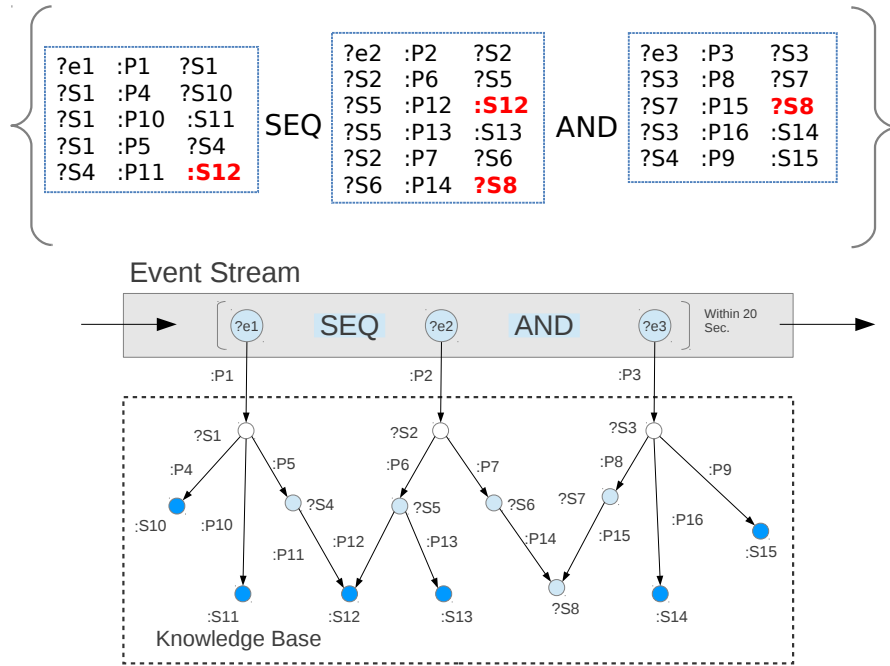 ?e1 :P1 ?S1
?S1 :P4 ?S10
?S1 :P10 :S11
?S1 :P5 ?S4
?S4 :P11 :S12
SEQ
?e2 :P2 ?S2
?S2 :P6 ?S5
?S5 :P12 :S12
?S5 :P13 :S13
?S2 :P7 ?S6
?S6 :P14 ?S8
AND
?e3 :P3 ?S3
?S3 :P8 ?S7
?S7 :P15 ?S8
?S3 :P16 :S14
?S4 :P9 :S15
Event Stream
?e1 SEQ ?e2 AND ?e3
Within 20
Sec.
:P1 :P2 :P3
?S1 ?S2 ?S3
:P4 :P5 :P6 :P7 :P8 :P9
:S10 :P10 ?S4 ?S5 ?S6 ?S7 :P16
:P11 :P12 :P13 :P14 :P15 :S15
:S11 :S12 :S13 ?S8 :S14
Knowledge Base